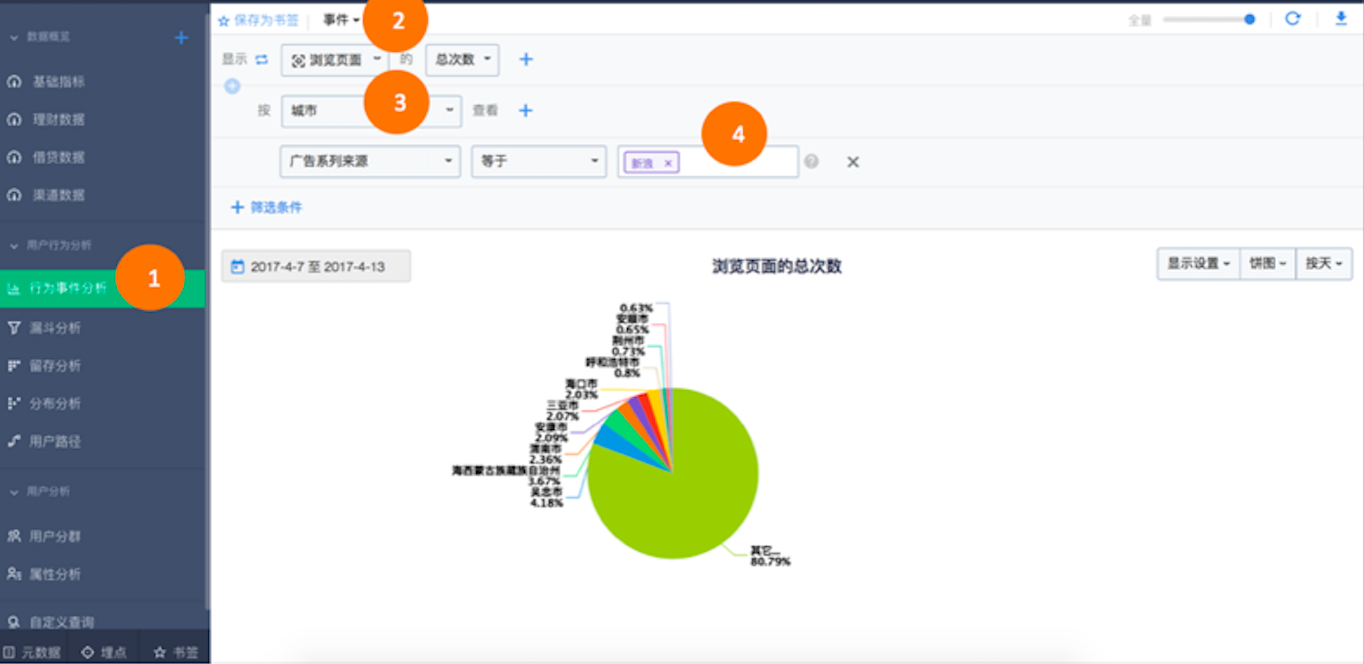 数据概览
基础指标
理财数据
借贷数据
渠道数据
用户行为分析
行为事件分析
1
漏斗分析
留存分析
分布分析
用户路径
用户分析
用户分群
属性分析
自定义查询
元数据 埋点 书签
保存为书签 事件 2 全量
显示 浏览页面 的 总次数
按 城市 3 查看
4
广告系列来源 等于 新浪 ×
筛选条件
2017-4-7 至 2017-4-13 浏览页面的总次数 显示设置 饼图 按天
0.63%
安顺市
0.65%
荆州市
0.73%
呼和浩特市
0.8%
海口市
2.03%
三亚市
2.07%
安康市
2.09%
渭南市
2.36%
海西蒙古族藏族自治州
3.67%
吴忠市
4.18%
其它...
80.79%